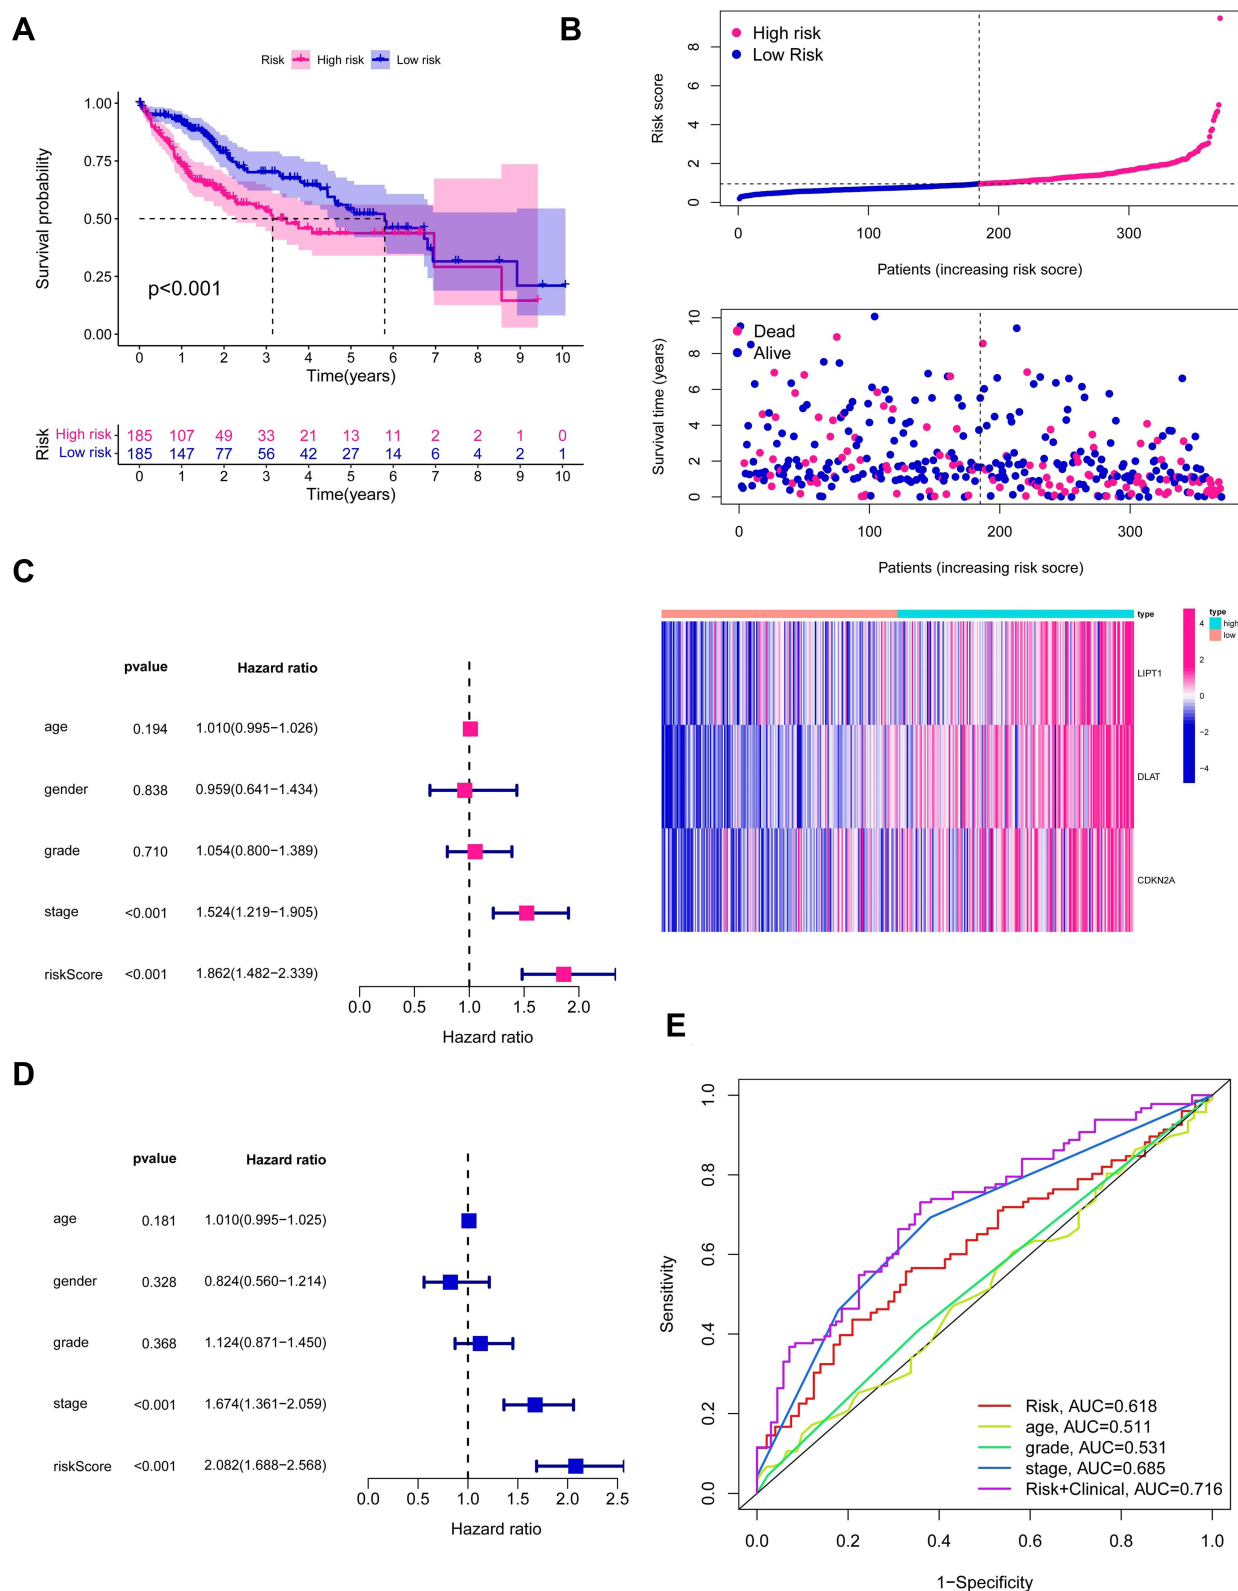 A
Risk High risk Low risk
1.00
0.75
0.50
0.25
0.00
Survival probability
p<0.001
0 1 2 3 4 5 6 7 8 9 10
Time(years)
Risk
High risk 185 107 49 33 21 13 11 2 2 1 0
Low risk 185 147 77 56 42 27 14 6 4 2 1
0 1 2 3 4 5 6 7 8 9 10
Time(years)
B
High risk
Low Risk
Risk score
8
6
4
2
0
0 100 200 300
Patients (increasing risk socre)
Dead
Alive
Survival time (years)
10
8
6
4
2
0
0 100 200 300
Patients (increasing risk socre)
type
LIPT1
DLAT
CDKN2A
4
2
0
−2
−4
type
high
low
C
pvalue Hazard ratio
age 0.194 1.010(0.995−1.026)
gender 0.838 0.959(0.641−1.434)
grade 0.710 1.054(0.800−1.389)
stage <0.001 1.524(1.219−1.905)
riskScore <0.001 1.862(1.482−2.339)
0.0 0.5 1.0 1.5 2.0
Hazard ratio
D
pvalue Hazard ratio
age 0.181 1.010(0.995−1.025)
gender 0.328 0.824(0.560−1.214)
grade 0.368 1.124(0.871−1.450)
stage <0.001 1.674(1.361−2.059)
riskScore <0.001 2.082(1.688−2.568)
0.0 0.5 1.0 1.5 2.0 2.5
Hazard ratio
E
Sensitivity
1.0
0.8
0.6
0.4
0.2
0.0
Risk, AUC=0.618
age, AUC=0.511
grade, AUC=0.531
stage, AUC=0.685
Risk+Clinical, AUC=0.716
0.0 0.2 0.4 0.6 0.8 1.0
1−Specificity